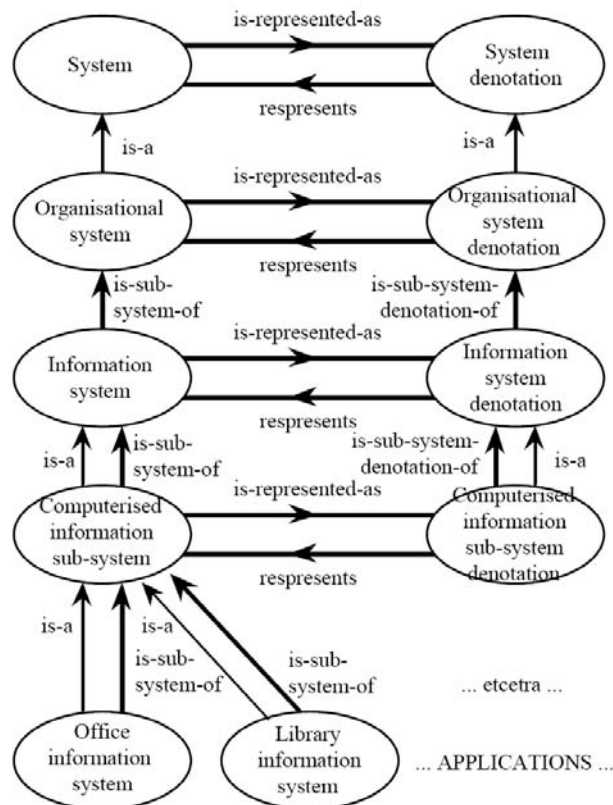 is-represented-as
System
System
denotation
respresents
is-a
is-a
is-represented-as
Organisational
system
Organisational
system
denotation
respresents
is-sub-
system-of
is-sub-system-
denotation-of
is-represented-as
Information
system
Information
system
denotation
respresents
is-a
is-sub-
system-of
is-sub-system-
denotation-of
is-a
is-represented-as
Computerised
information
sub-system
Computerised
information
sub-system
denotation
respresents
is-a
is-sub-
system-of
is-a
is-sub-
system-of
... etcetra ...
Office
information
system
Library
information
system
... APPLICATIONS ...